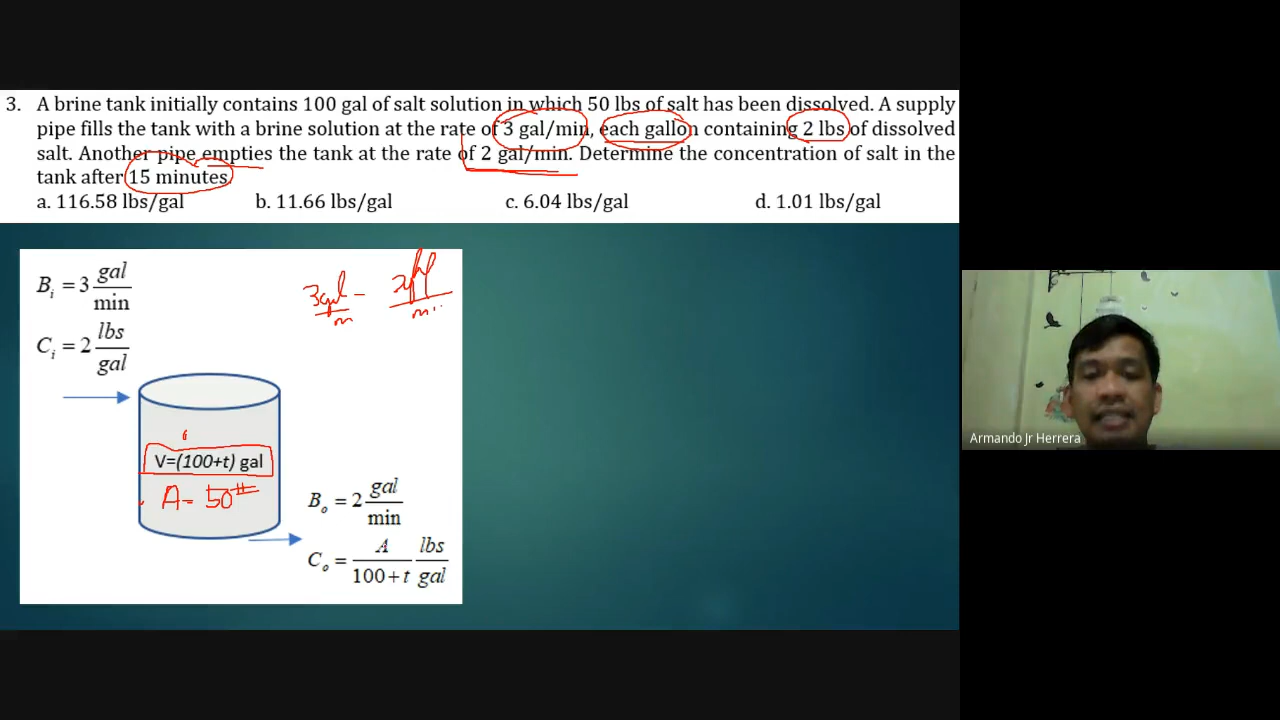 3. A brine tank initially contains 100 gal of salt solution in which 50 lbs of salt has been dissolved. A supply
pipe fills the tank with a brine solution at the rate of 3 gal/min, each gallon containing 2 lbs of dissolved
salt. Another pipe empties the tank at the rate of 2 gal/min. Determine the concentration of salt in the
tank after 15 minutes.
a. 116.58 lbs/gal b. 11.66 lbs/gal c. 6.04 lbs/gal d. 1.01 lbs/gal
B_i = 3 gal/min
C_i = 2 lbs/gal
3gal/m -
V=(100+t) gal
A = 50#
B_o = 2 gal/min
C_o = A/(100+t) lbs/gal
Armando Jr Herrera